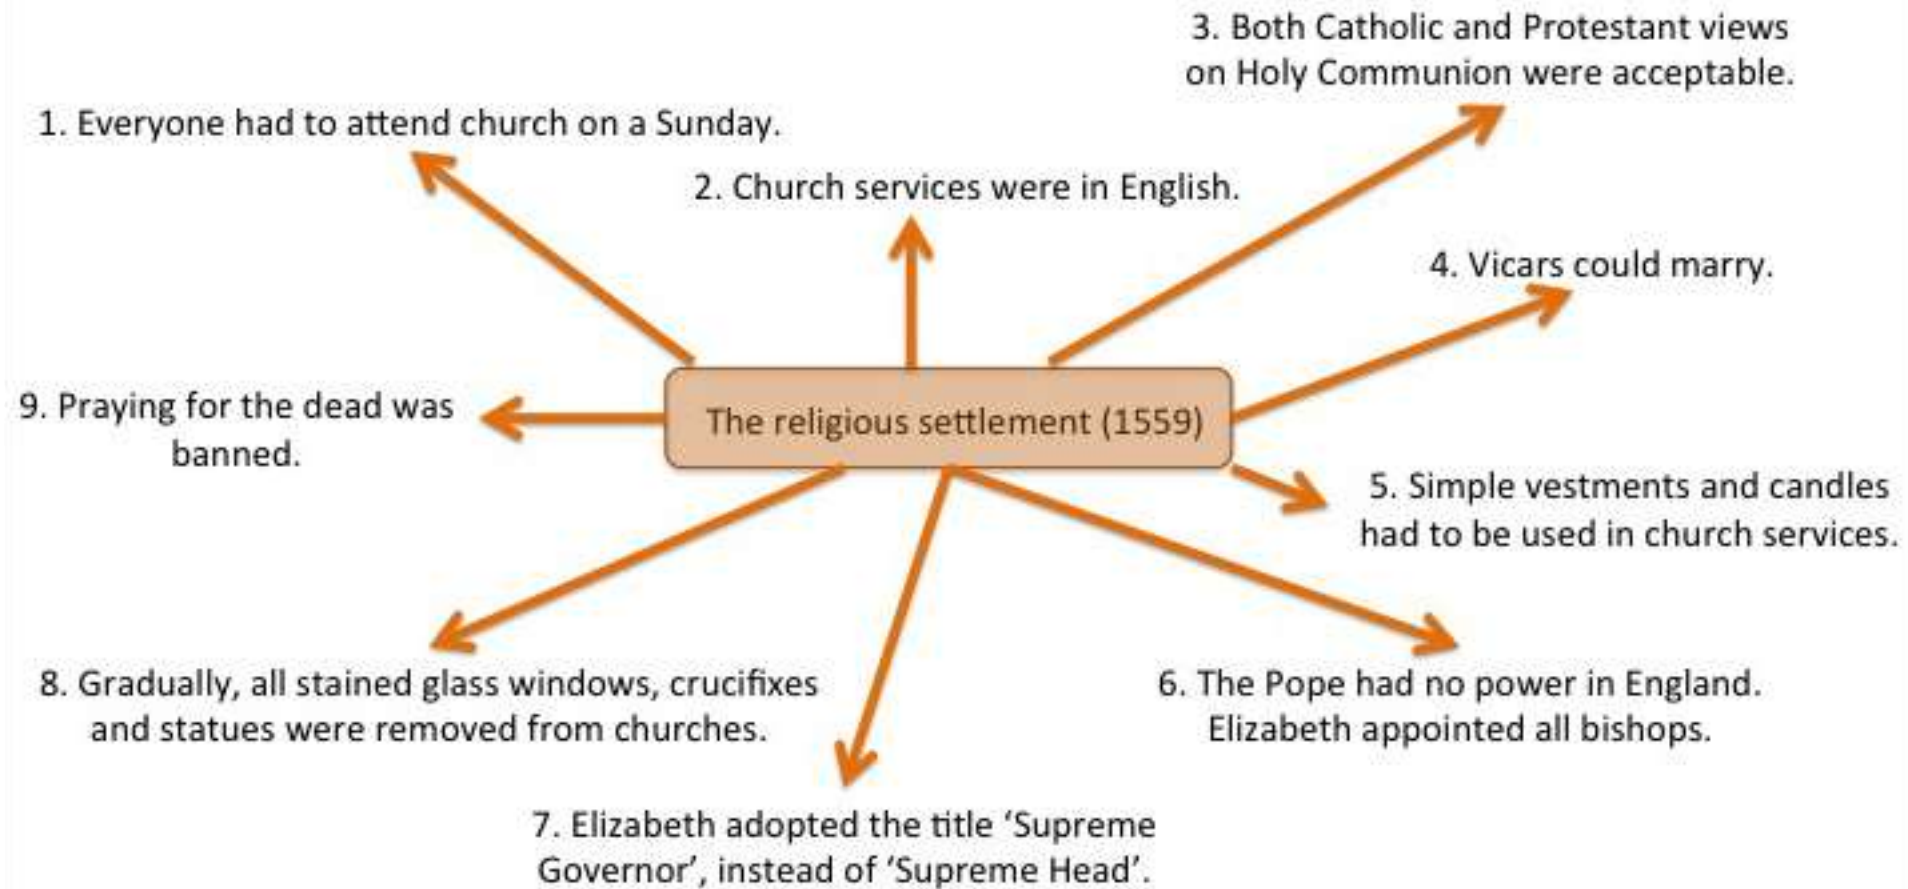 The religious settlement (1559)
1. Everyone had to attend church on a Sunday.
2. Church services were in English.
3. Both Catholic and Protestant views
on Holy Communion were acceptable.
4. Vicars could marry.
5. Simple vestments and candles
had to be used in church services.
6. The Pope had no power in England.
Elizabeth appointed all bishops.
7. Elizabeth adopted the title ‘Supreme
Governor’, instead of ‘Supreme Head’.
8. Gradually, all stained glass windows, crucifixes
and statues were removed from churches.
9. Praying for the dead was
banned.